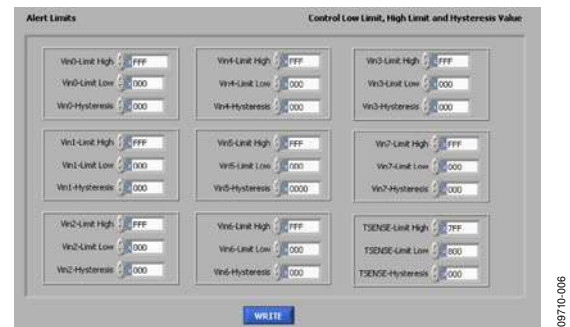 Alert Limits
Control Low Limit, High Limit and Hysteresis Value
Vin0-Limit High FFF
Vin0-Limit Low 000
Vin0-Hysteresis 000
Vin4-Limit High FFF
Vin4-Limit Low 000
Vin4-Hysteresis 000
Vin3-Limit High FFF
Vin3-Limit Low 000
Vin3-Hysteresis 000
Vin1-Limit High FFF
Vin1-Limit Low 000
Vin1-Hysteresis 000
Vin5-Limit High FFF
Vin5-Limit Low 000
Vin5-Hysteresis 0000
Vin7-Limit High FFF
Vin7-Limit Low 000
Vin7-Hysteresis 000
Vin2-Limit High FFF
Vin2-Limit Low 000
Vin2-Hysteresis 000
Vin6-Limit High FFF
Vin6-Limit Low 000
Vin6-Hysteresis 000
TSENSE-Limit High 7FF
TSENSE-Limit Low 800
TSENSE-Hysteresis 000
WRITE
09710-006